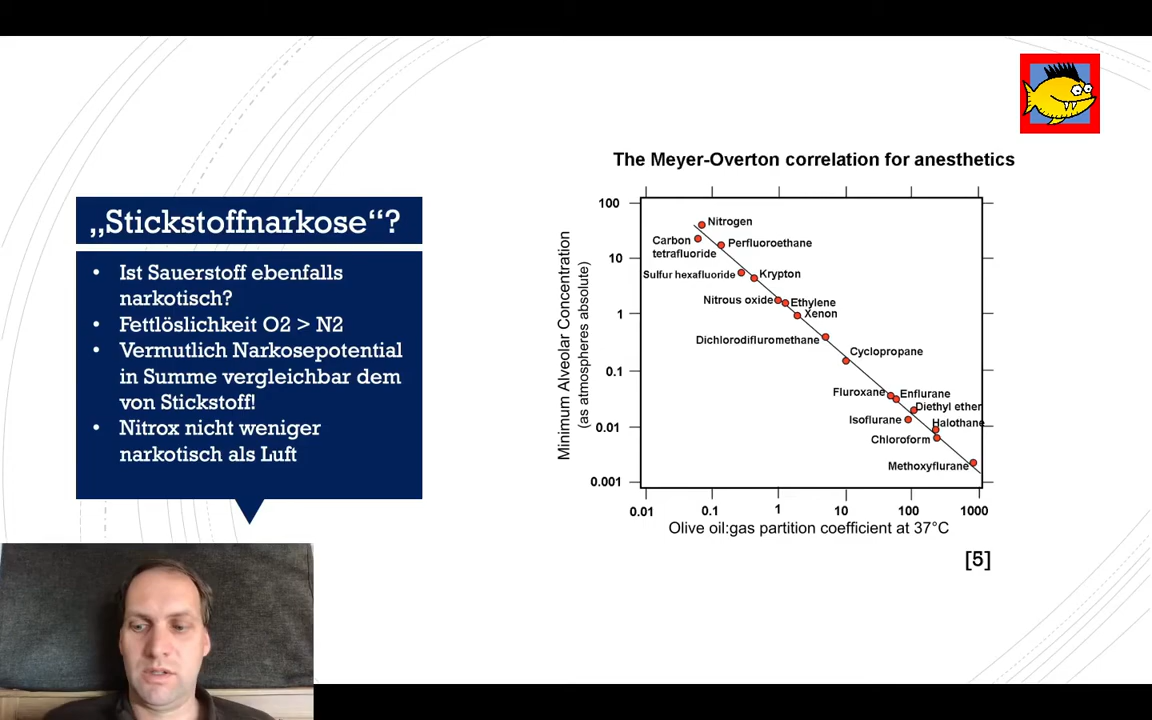 „Stickstoffnarkose“?
• Ist Sauerstoff ebenfalls
narkotisch?
• Fettlöslichkeit O2 > N2
• Vermutlich Narkosepotential
in Summe vergleichbar dem
von Stickstoff!
• Nitrox nicht weniger
narkotisch als Luft
The Meyer-Overton correlation for anesthetics
Minimum Alveolar Concentration
(as atmospheres absolute)
100
10
1
0.1
0.01
0.001
Nitrogen
Carbon
tetrafluoride
Perfluoroethane
Sulfur hexafluoride
Krypton
Nitrous oxide
Ethylene
Xenon
Dichlorodifluromethane
Cyclopropane
Fluroxane
Enflurane
Diethyl ether
Isoflurane
Halothane
Chloroform
Methoxyflurane
0.01
0.1
1
10
100
1000
Olive oil:gas partition coefficient at 37°C
[5]